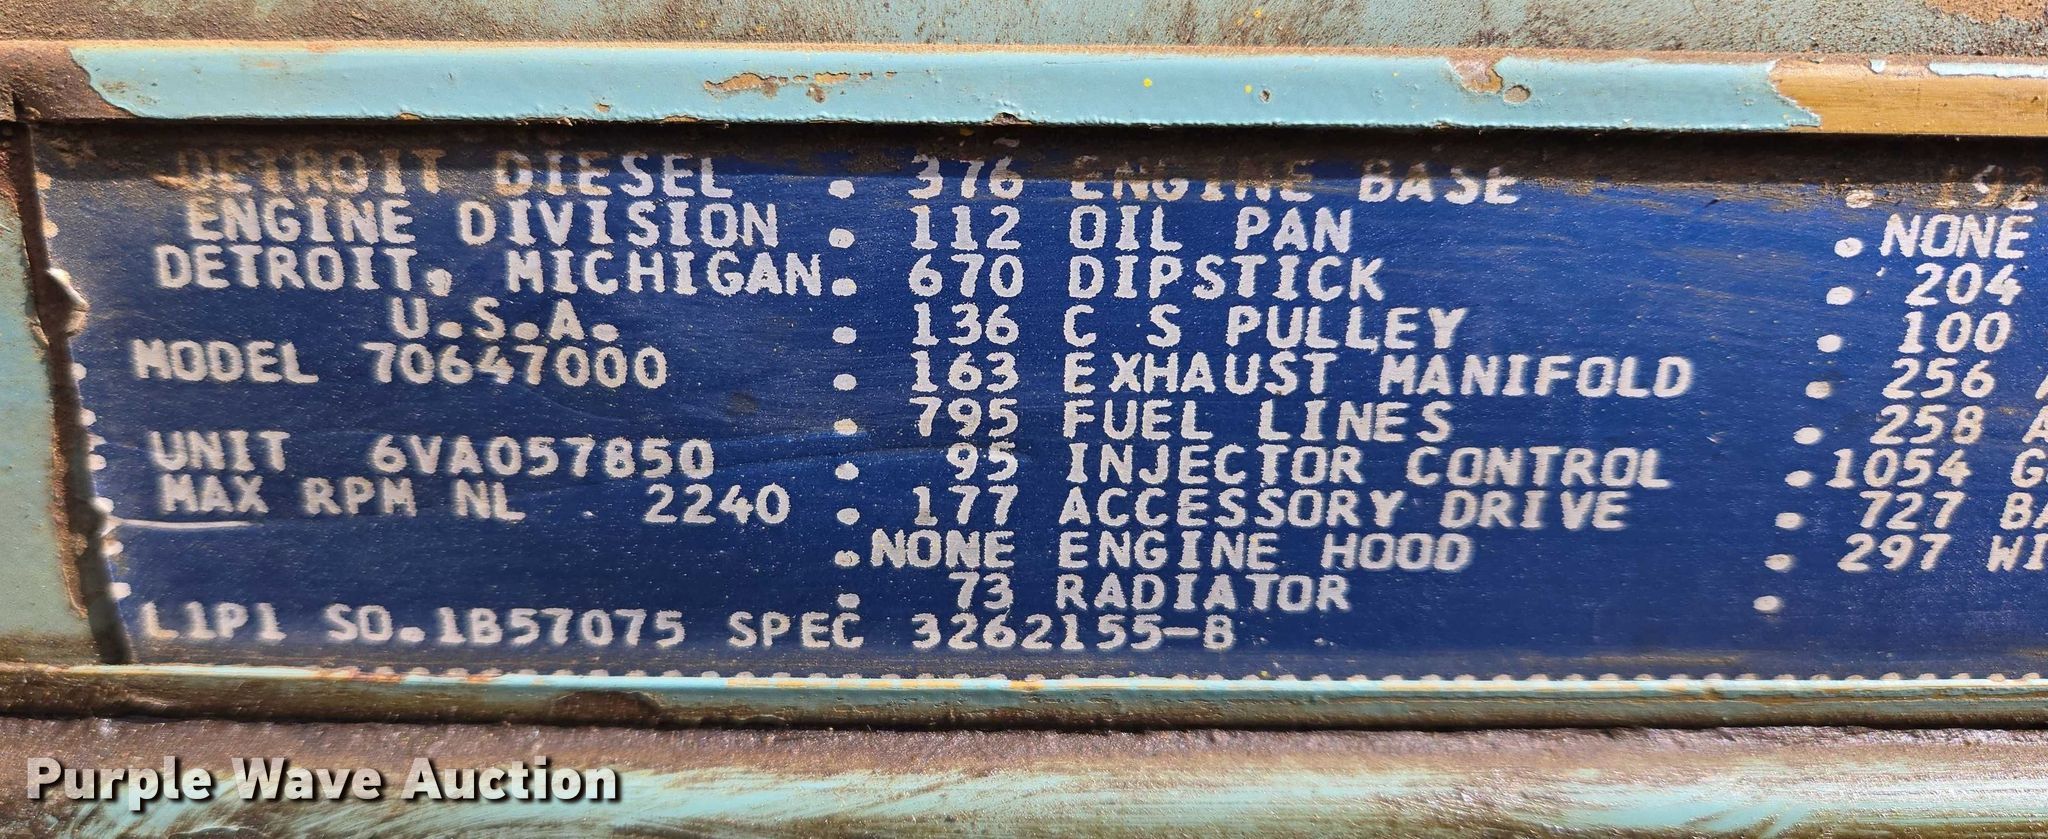 DETROIT DIESEL . 376 ENGINE BASE . 192
ENGINE DIVISION . 112 OIL PAN . NONE
DETROIT, MICHIGAN . 670 DIPSTICK . 204
U.S.A. . 136 C S PULLEY . 100
MODEL 70647000 . 163 EXHAUST MANIFOLD . 256
. 795 FUEL LINES . 258
UNIT 6VA057850 . 95 INJECTOR CONTROL . 1054
MAX RPM NL 2240 . 177 ACCESSORY DRIVE . 727
. NONE ENGINE HOOD . 297
. 73 RADIATOR .
L1P1 SO.1B57075 SPEC 3262155-8
Purple Wave Auction